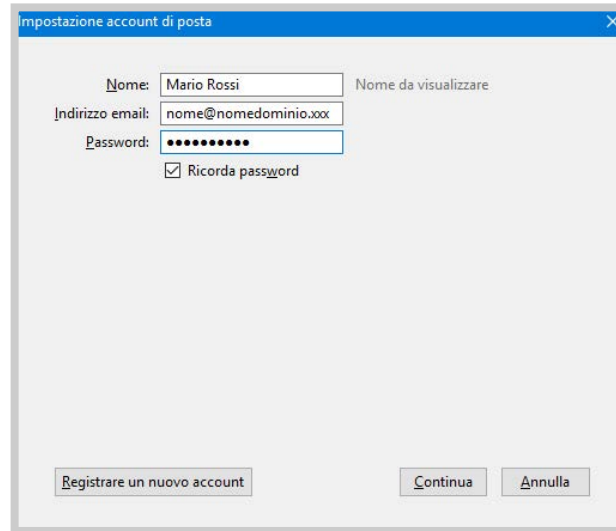 Impostazione account di posta
Nome: Mario Rossi Nome da visualizzare
Indirizzo email: nome@nomedominio.xxx
Password: ●●●●●●●●●●
Ricorda password
Registrare un nuovo account Continua Annulla